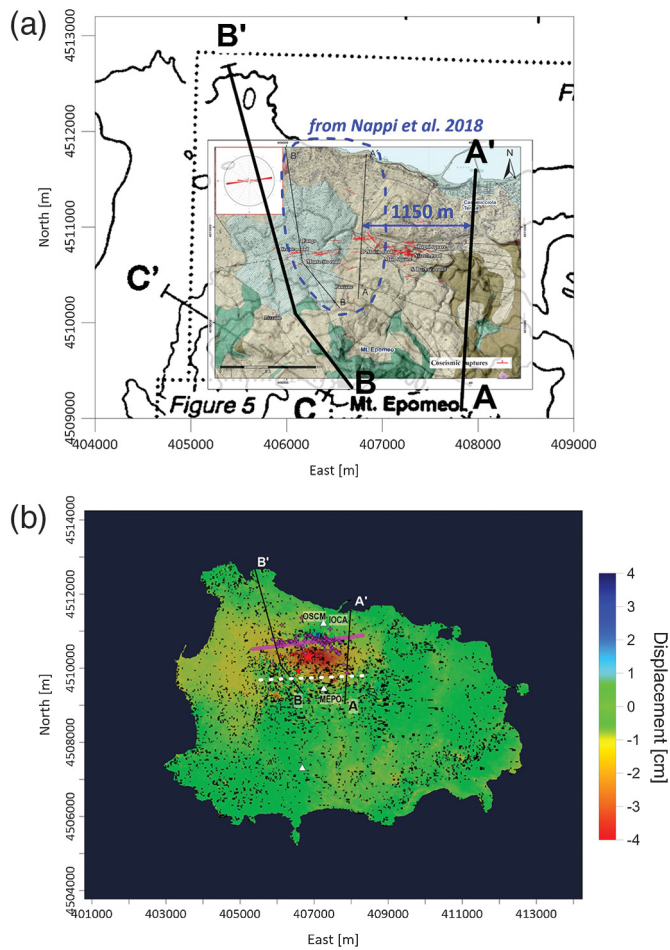 (a)
4513000
4512000
4511000
4510000
4509000
North [m]
B'
from Nappi et al. 2018
A'
N
B'
A'
1150 m
C'
A
B
Mt. Epomeo
Coseismic ruptures
Figure 5
C
B
Mt. Epomeo
A
404000
405000
406000
407000
408000
409000
East [m]
(b)
4514000
4512000
4510000
4508000
4506000
4504000
North [m]
B'
A'
OSCM
IOCA
B
MEPO
A
401000
403000
405000
407000
409000
411000
413000
East [m]
4
3
2
1
0
-1
-2
-3
-4
Displacement [cm]